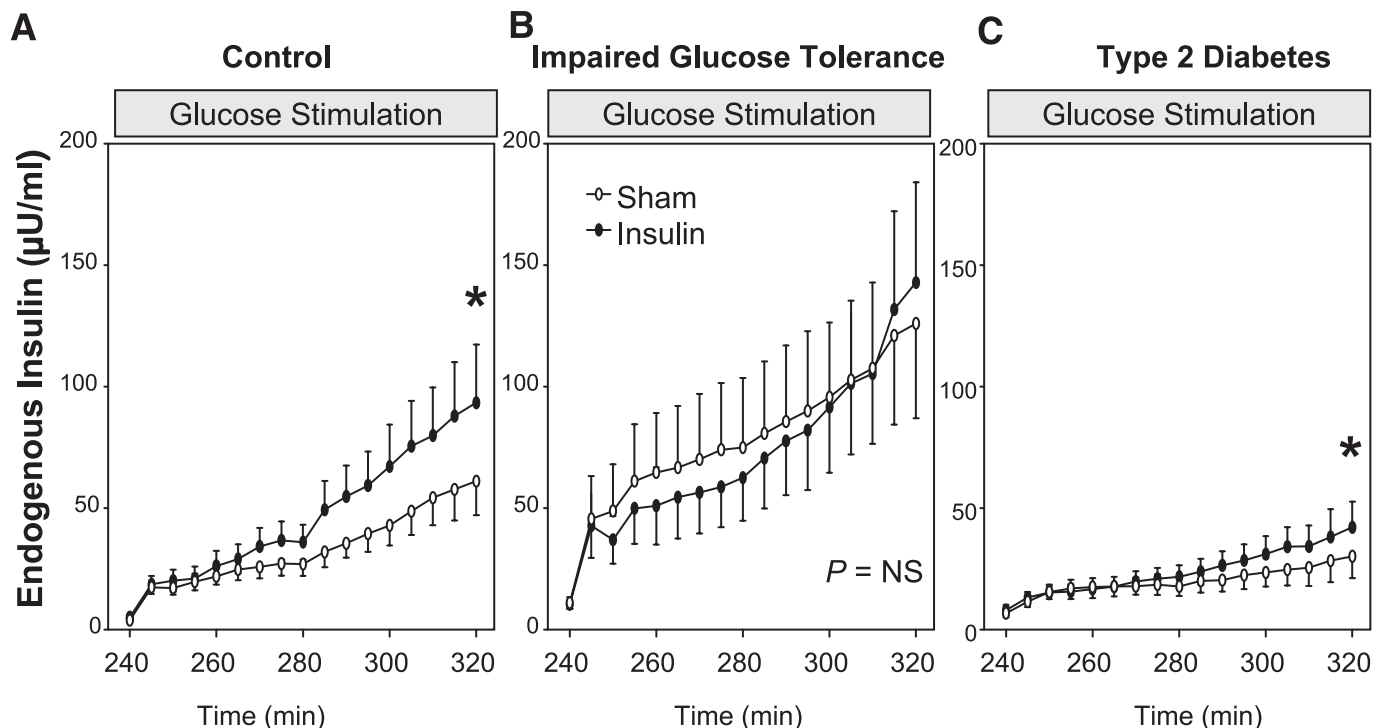 A
Control
Glucose Stimulation
B
Impaired Glucose Tolerance
Glucose Stimulation
C
Type 2 Diabetes
Glucose Stimulation
Endogenous Insulin (µU/ml)
200
150
100
50
0
*
240 260 280 300 320
Time (min)
200
150
100
50
0
Sham
Insulin
P = NS
240 260 280 300 320
Time (min)
200
150
100
50
0
*
240 260 280 300 320
Time (min)